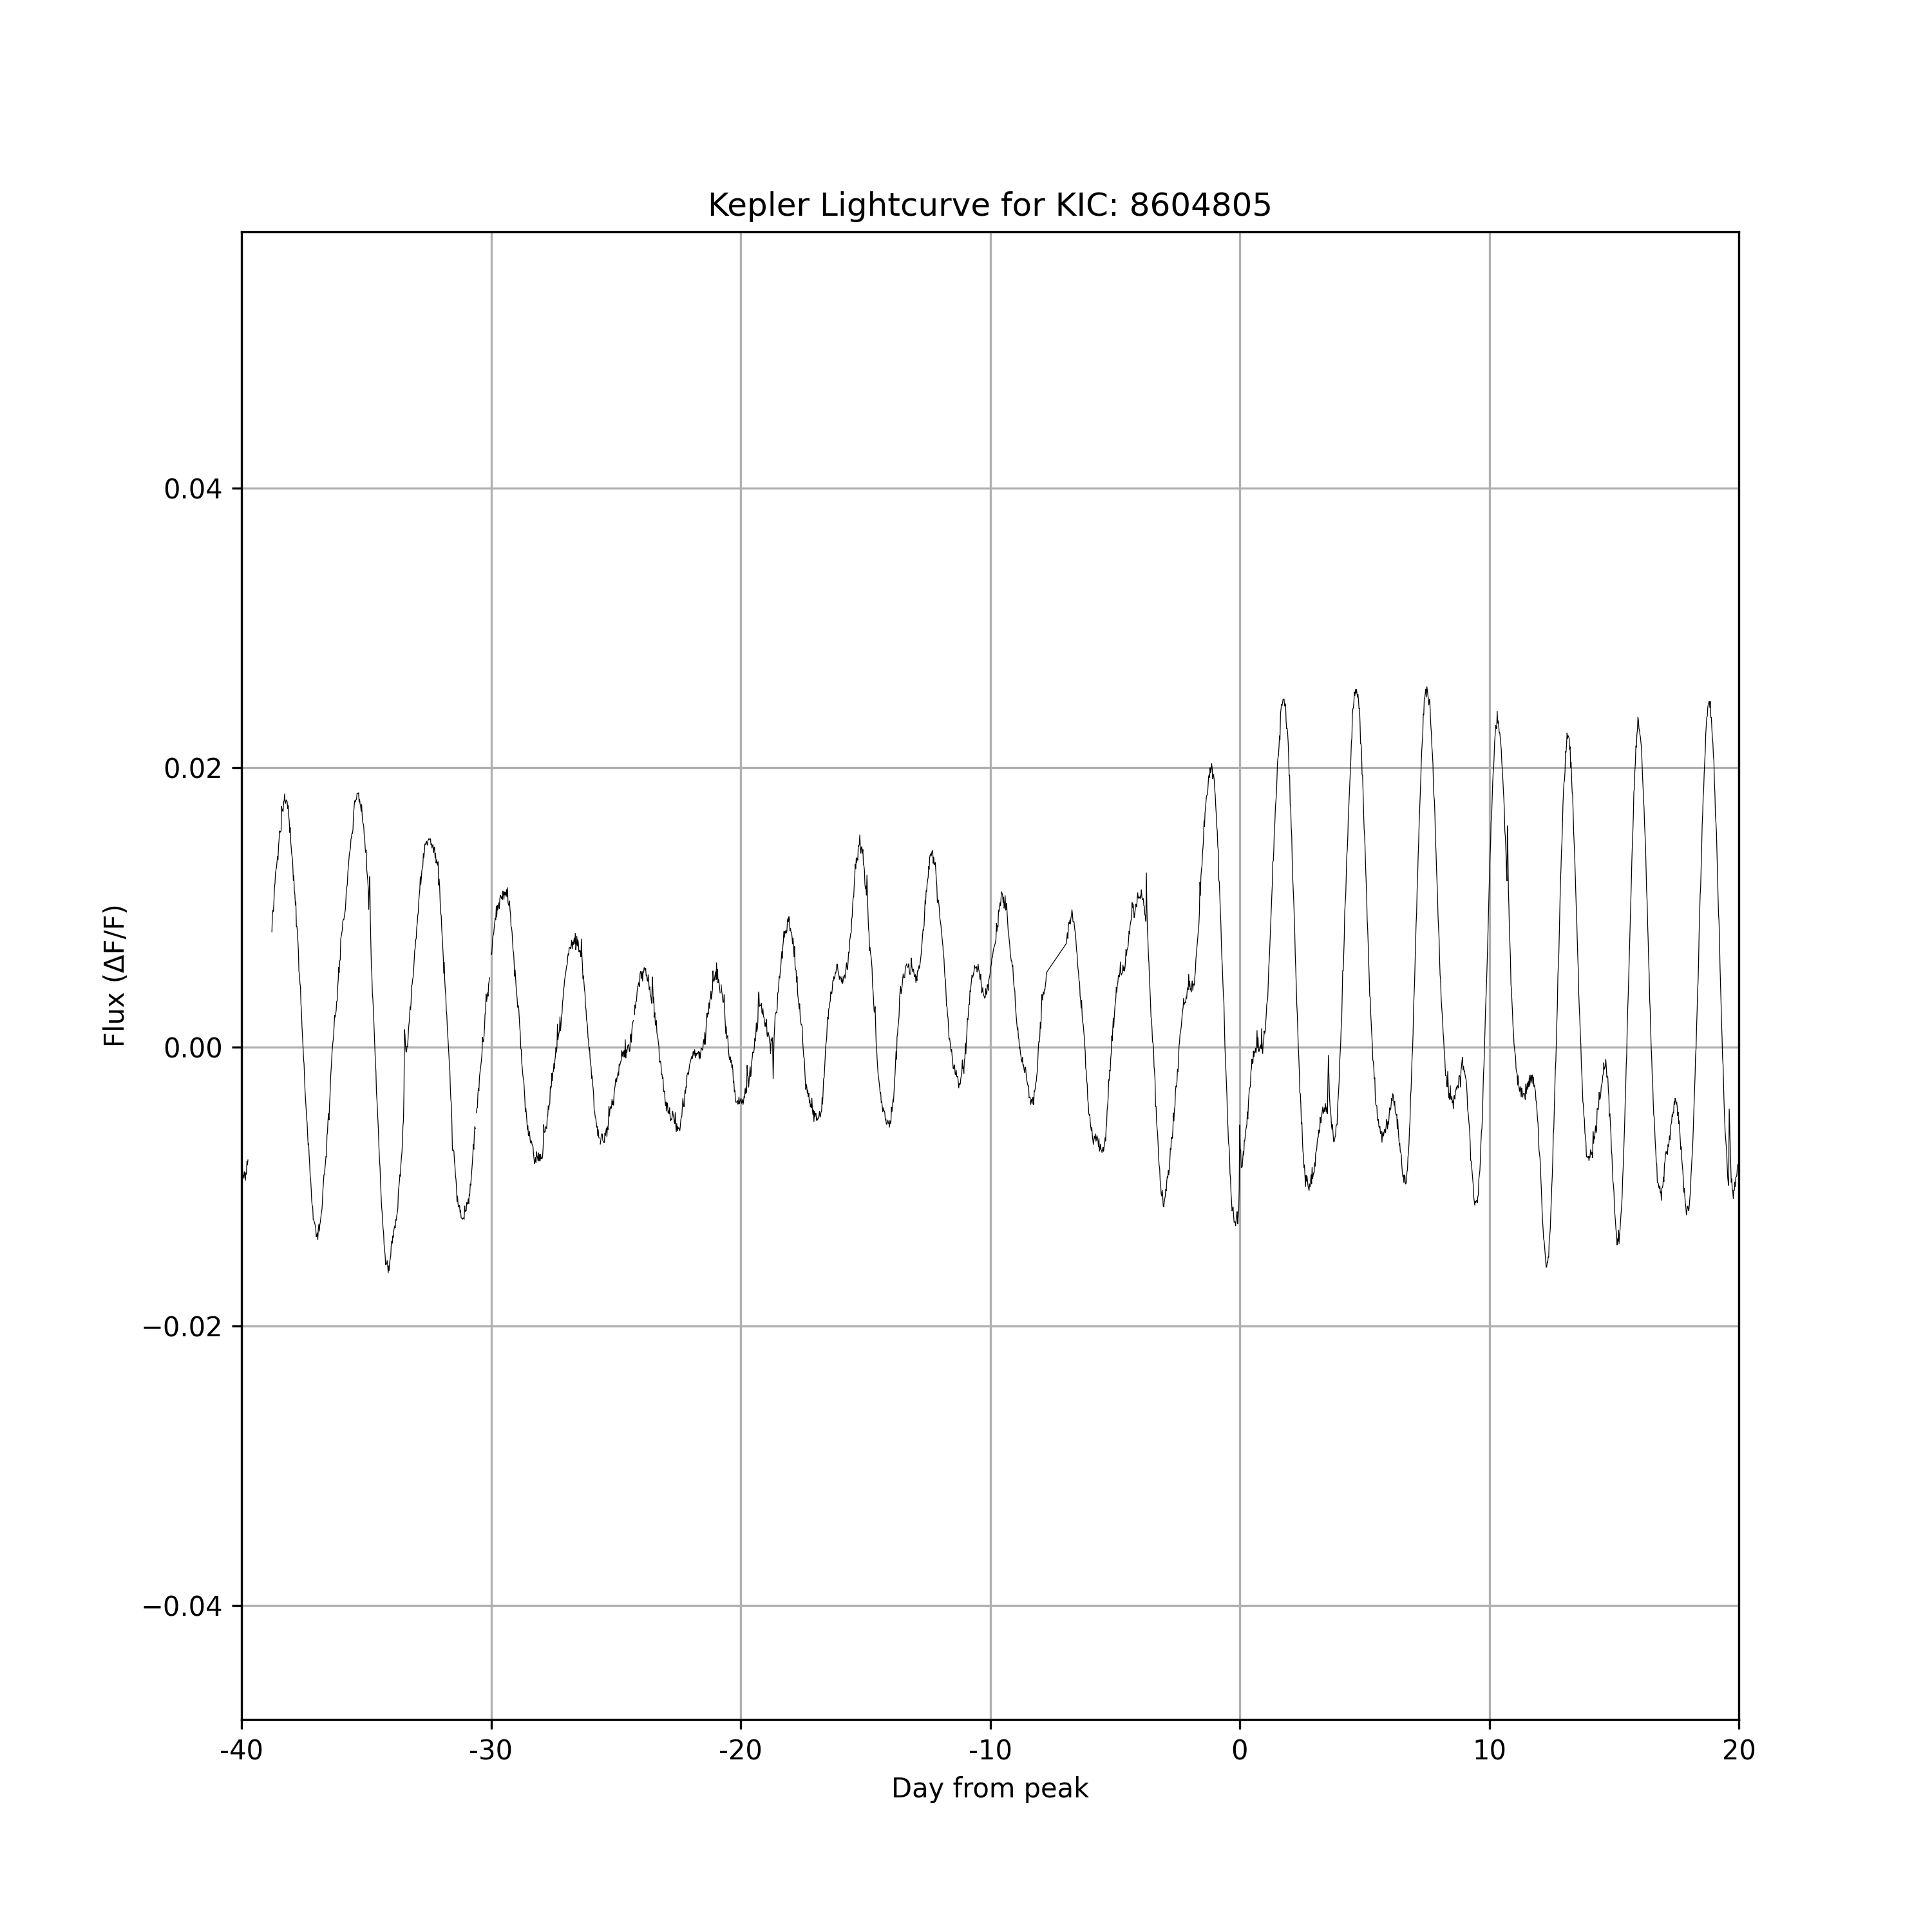 Kepler Lightcurve for KIC: 8604805
Flux (ΔF/F)
0.04
0.02
0.00
−0.02
−0.04
-40 -30 -20 -10 0 10 20
Day from peak